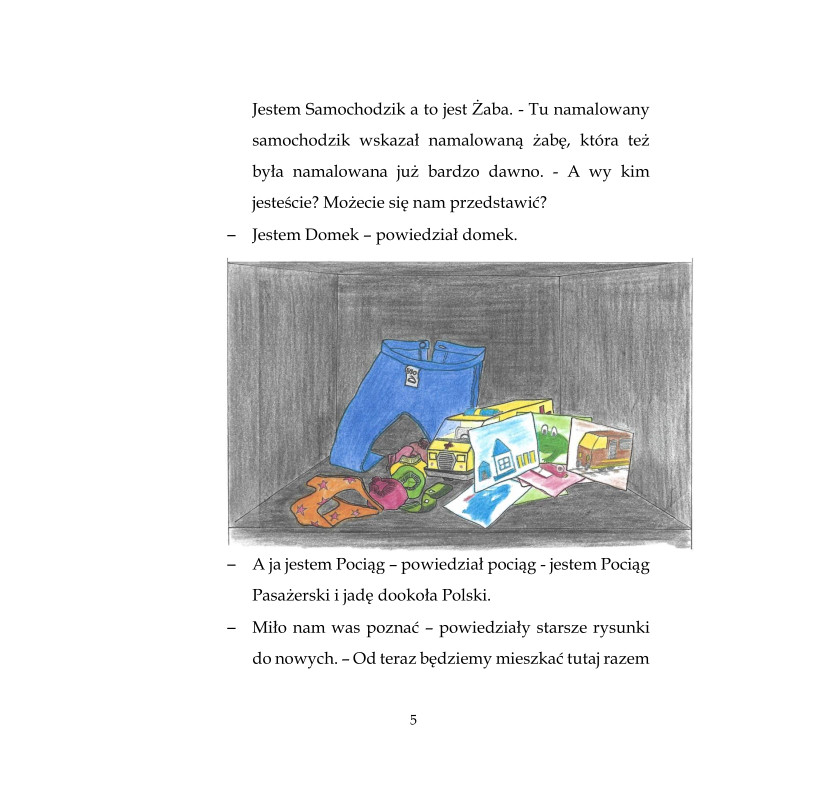 Jestem Samochodzik a to jest Żaba. - Tu namalowany
samochodzik wskazał namalowaną żabę, która też
była namalowana już bardzo dawno. - A wy kim
jesteście? Możecie się nam przedstawić?
– Jestem Domek – powiedział domek.
– A ja jestem Pociąg – powiedział pociąg - jestem Pociąg
Pasażerski i jadę dookoła Polski.
– Miło nam was poznać – powiedziały starsze rysunki
do nowych. – Od teraz będziemy mieszkać tutaj razem
5